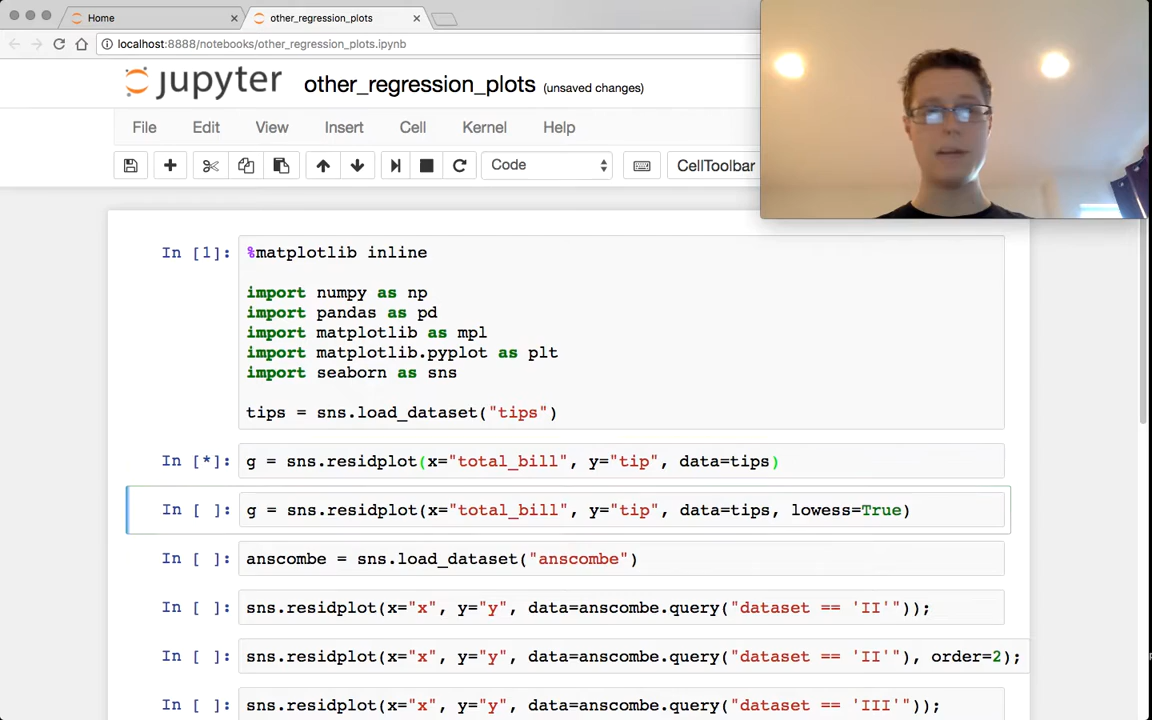 Home
other_regression_plots
localhost:8888/notebooks/other_regression_plots.ipynb
jupyter other_regression_plots (unsaved changes)
File Edit View Insert Cell Kernel Help
Code CellToolbar
In [1]: %matplotlib inline
import numpy as np
import pandas as pd
import matplotlib as mpl
import matplotlib.pyplot as plt
import seaborn as sns
tips = sns.load_dataset("tips")
In [*]: g = sns.residplot(x="total_bill", y="tip", data=tips)
In [ ]: g = sns.residplot(x="total_bill", y="tip", data=tips, lowess=True)
In [ ]: anscombe = sns.load_dataset("anscombe")
In [ ]: sns.residplot(x="x", y="y", data=anscombe.query("dataset == 'II'"));
In [ ]: sns.residplot(x="x", y="y", data=anscombe.query("dataset == 'II'"), order=2);
In [ ]: sns.residplot(x="x", y="y", data=anscombe.query("dataset == 'III'");